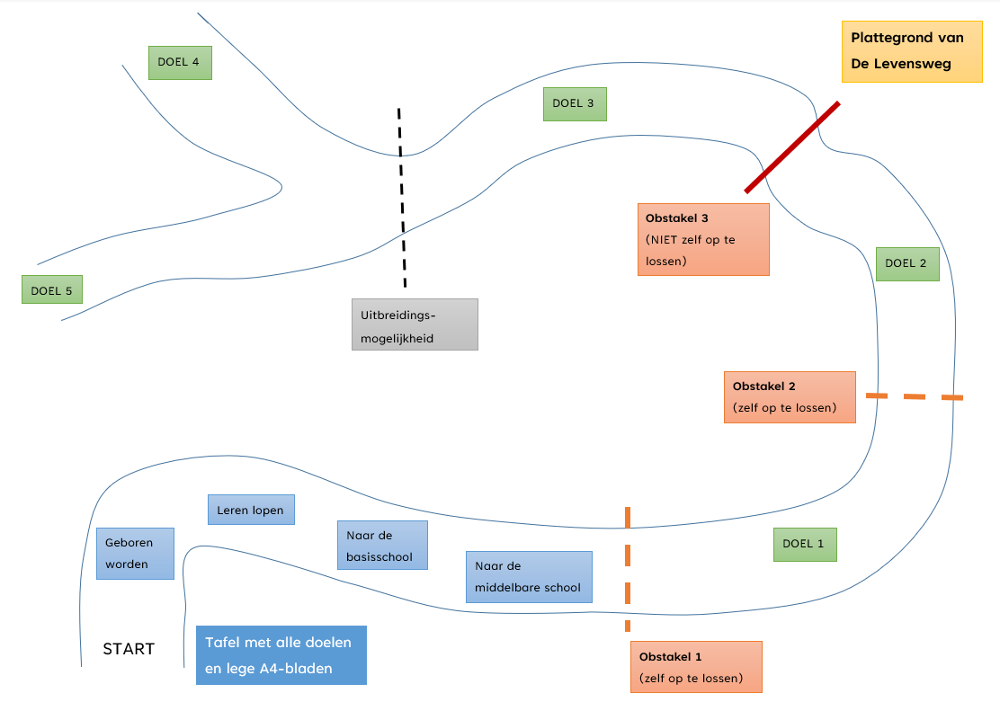 Plattegrond van
De Levensweg
DOEL 4
DOEL 3
Obstakel 3
(NIET zelf op te
lossen)
DOEL 2
DOEL 5
Uitbreidings-
mogelijkheid
Obstakel 2
(zelf op te lossen)
Leren lopen
Geboren
worden
Naar de
basisschool
Naar de
middelbare school
DOEL 1
START
Tafel met alle doelen
en lege A4-bladen
Obstakel 1
(zelf op te lossen)